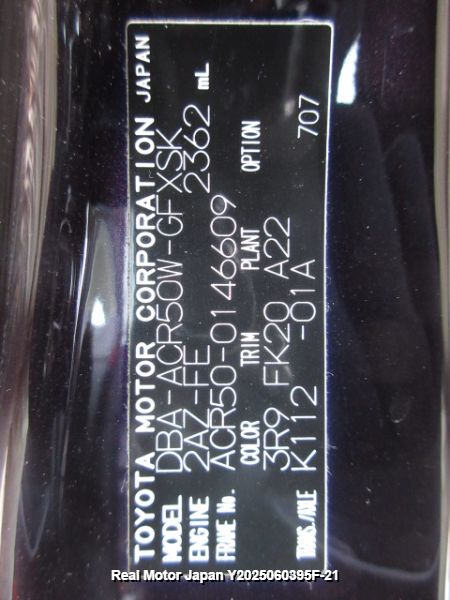 TOYOTA MOTOR CORPORATION JAPAN
MODEL DBA-ACR50W-GFXSK
ENGINE 2AZ-FE 2362 mL
FRAME No. ACR50-0146609
COLOR TRIM PLANT OPTION
3R9 FK20 A22
TRANS./AXLE K112 -01A 707
Real Motor Japan Y2025060395F-21